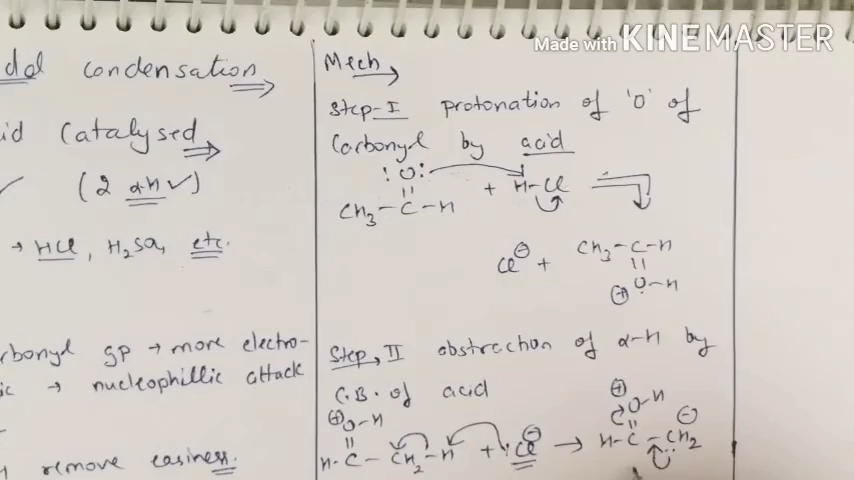 Made with KINEMASTER
dol condensation
id Catalysed
(2 αH ✓)
→ HCl, H2SO4 etc.
rbonyl gp → more electro-
ic → nucleophillic attack
remove easiness.
Mech
Step-I protonation of 'O' of
Carbonyl by acid
:O:
CH3-C-H + H-Cl
Cl⊖ + CH3-C-H
⊕O-H
Step, II abstraction of α-H by
C.B. of acid
⊕O-H ⊕O-H
H-C-CH2-H + :Cl⊖ → H-C-CH2⊖